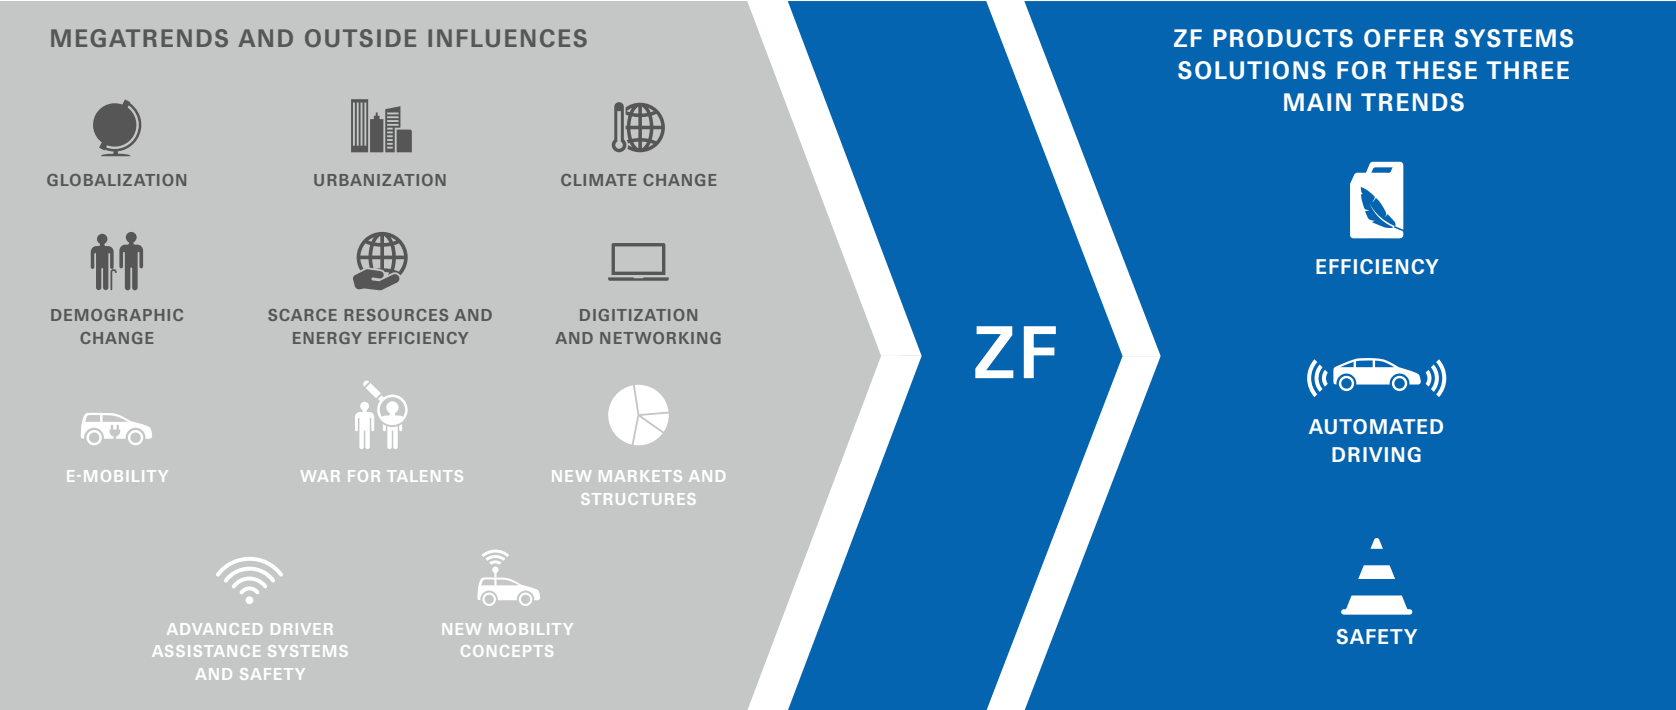 MEGATRENDS AND OUTSIDE INFLUENCES
GLOBALIZATION
URBANIZATION
CLIMATE CHANGE
DEMOGRAPHIC
CHANGE
SCARCE RESOURCES AND
ENERGY EFFICIENCY
DIGITIZATION
AND NETWORKING
E-MOBILITY
WAR FOR TALENTS
NEW MARKETS AND
STRUCTURES
ADVANCED DRIVER
ASSISTANCE SYSTEMS
AND SAFETY
NEW MOBILITY
CONCEPTS
ZF
ZF PRODUCTS OFFER SYSTEMS
SOLUTIONS FOR THESE THREE
MAIN TRENDS
EFFICIENCY
AUTOMATED
DRIVING
SAFETY